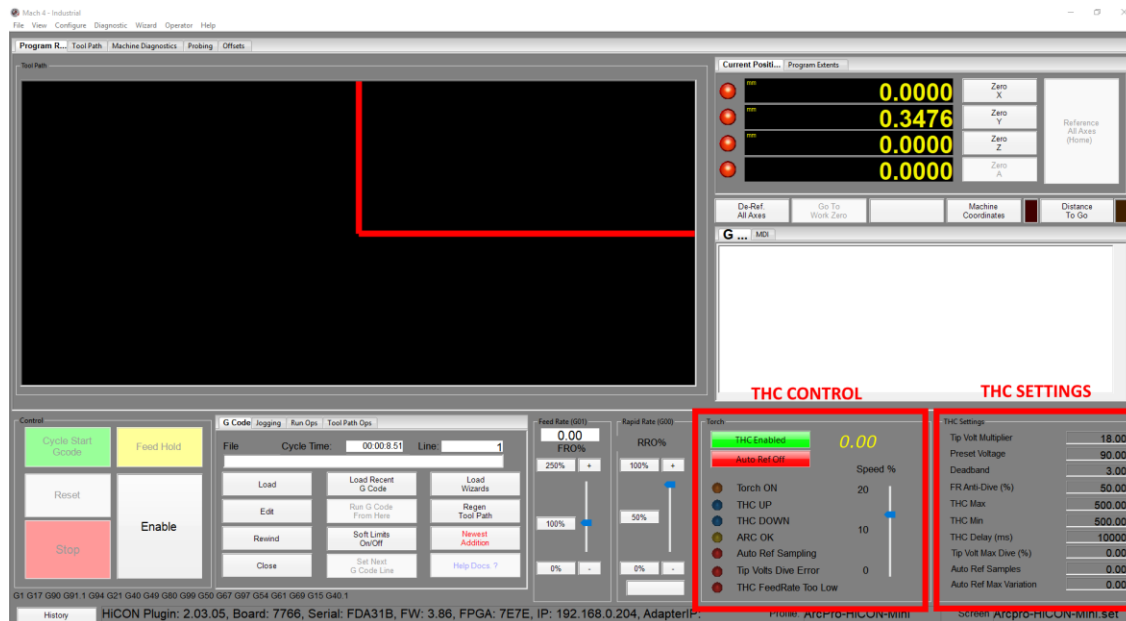 Mach 4 - Industrial
File View Configure Diagnostic Wizard Operator Help
Program R... Tool Path Machine Diagnostics Probing Offsets
Tool Path
Current Positi... Program Extents
mm 0.0000 Zero X
mm 0.3476 Zero Y
mm 0.0000 Zero Z
0.0000 Zero A
Reference All Axes (Home)
De-Ref. All Axes
Go To Work Zero
Machine Coordinates
Distance To Go
G ... MDI
THC CONTROL
THC SETTINGS
Control
Cycle Start Gcode
Feed Hold
Reset
Enable
Stop
G Code Jogging Run Ops Tool Path Ops
File Cycle Time: 00:00:8.51 Line: 1
Load
Load Recent G Code
Load Wizards
Edit
Run G Code From Here
Regen Tool Path
Rewind
Soft Limits On/Off
Newest Addition
Close
Set Next G Code Line
Help Docs ?
Feed Rate (G01)
0.00
FRO%
250% +
100%
0% -
Rapid Rate (G00)
RRO%
100% +
50%
0% -
Torch
THC Enabled
0.00
Auto Ref Off
Speed %
Torch ON
20
THC UP
THC DOWN
ARC OK
10
Auto Ref Sampling
Tip Volts Dive Error
0
THC FeedRate Too Low
THC Settings
Tip Volt Multiplier 18.00
Preset Voltage 90.00
Deadband 3.00
FR Anti-Dive (%) 50.00
THC Max 500.00
THC Min 500.00
THC Delay (ms) 10000
Tip Volt Max Dive (%) 0.00
Auto Ref Samples 0.00
Auto Ref Max Variation 0.00
G1 G17 G90 G91.1 G94 G21 G40 G49 G80 G99 G50 G67 G97 G54 G61 G69 G15 G40.1
History
HiCON Plugin: 2.03.05, Board: 7766, Serial: FDA31B, FW: 3.86, FPGA: 7E7E, IP: 192.168.0.204, AdapterIP:
Profile: ArcPro-HiCON-Mini
Screen: Arcpro-HiCON-Mini.set